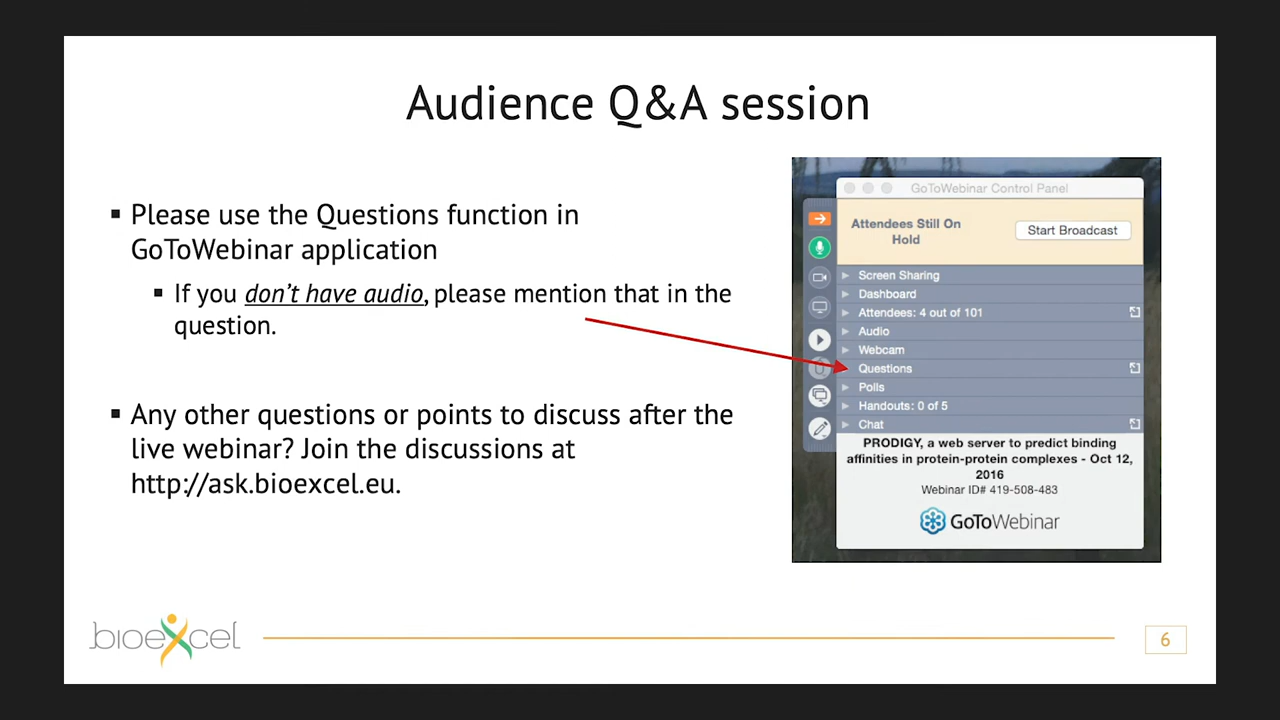 Audience Q&A session
Please use the Questions function in
GoToWebinar application
If you don't have audio, please mention that in the
question.
Any other questions or points to discuss after the
live webinar? Join the discussions at
http://ask.bioexcel.eu.
GoToWebinar Control Panel
Attendees Still On
Hold
Start Broadcast
Screen Sharing
Dashboard
Attendees: 4 out of 101
Audio
Webcam
Questions
Polls
Handouts: 0 of 5
Chat
PRODIGY, a web server to predict binding
affinities in protein-protein complexes - Oct 12,
2016
Webinar ID# 419-508-483
GoToWebinar
bioexcel
6